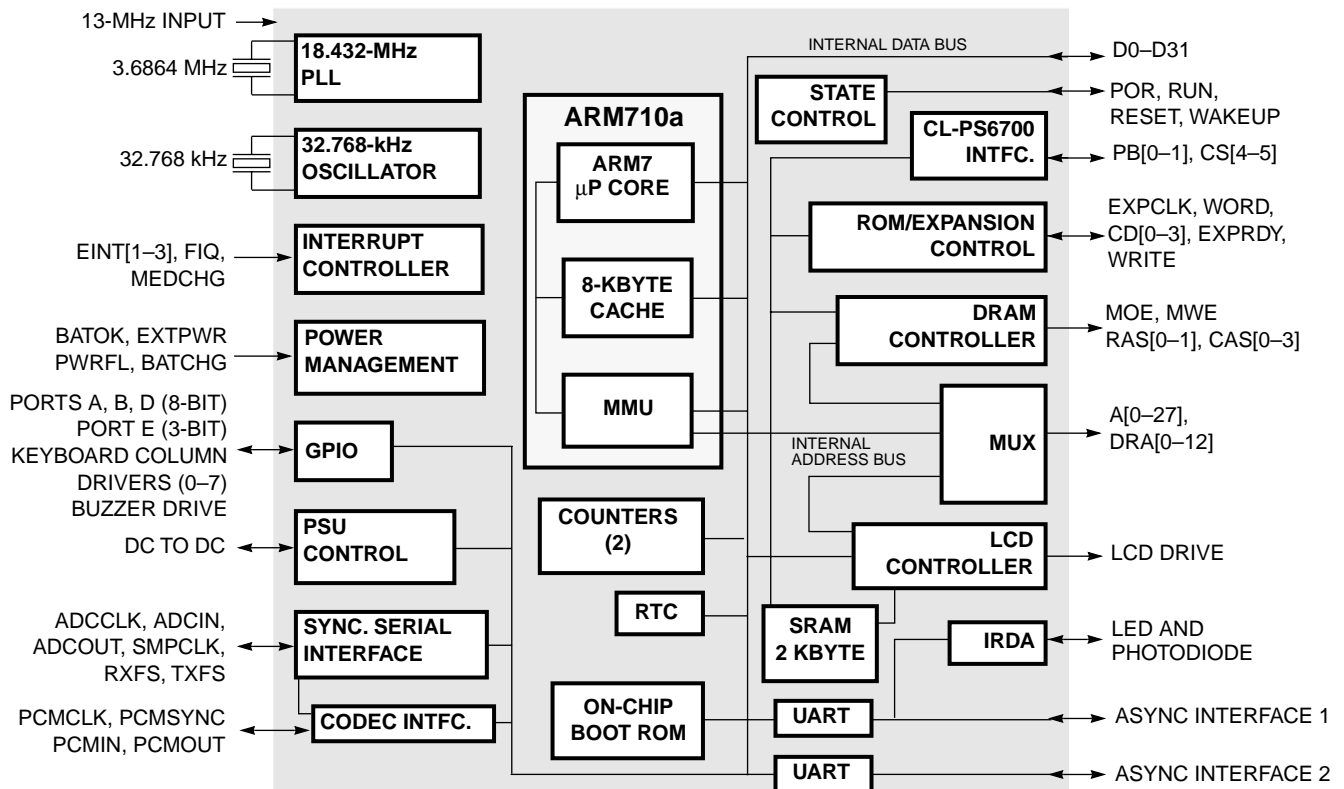 13-MHz INPUT
3.6864 MHz
18.432-MHz
PLL
32.768 kHz
32.768-kHz
OSCILLATOR
EINT[1–3], FIQ,
MEDCHG
INTERRUPT
CONTROLLER
BATOK, EXTPWR
PWRFL, BATCHG
POWER
MANAGEMENT
PORTS A, B, D (8-BIT)
PORT E (3-BIT)
KEYBOARD COLUMN
DRIVERS (0–7)
BUZZER DRIVE
GPIO
DC TO DC
PSU
CONTROL
ADCCLK, ADCIN,
ADCOUT, SMPCLK,
RXFS, TXFS
SYNC. SERIAL
INTERFACE
PCMCLK, PCMSYNC
PCMIN, PCMOUT
CODEC INTFC.
ARM710a
ARM7
µP CORE
8-KBYTE
CACHE
MMU
COUNTERS
(2)
RTC
ON-CHIP
BOOT ROM
INTERNAL DATA BUS
D0–D31
STATE
CONTROL
POR, RUN,
RESET, WAKEUP
CL-PS6700
INTFC.
PB[0–1], CS[4–5]
ROM/EXPANSION
CONTROL
EXPCLK, WORD,
CD[0–3], EXPRDY,
WRITE
DRAM
CONTROLLER
MOE, MWE
RAS[0–1], CAS[0–3]
MUX
A[0–27],
DRA[0–12]
INTERNAL
ADDRESS BUS
LCD
CONTROLLER
LCD DRIVE
SRAM
2 KBYTE
IRDA
LED AND
PHOTODIODE
UART
ASYNC INTERFACE 1
UART
ASYNC INTERFACE 2